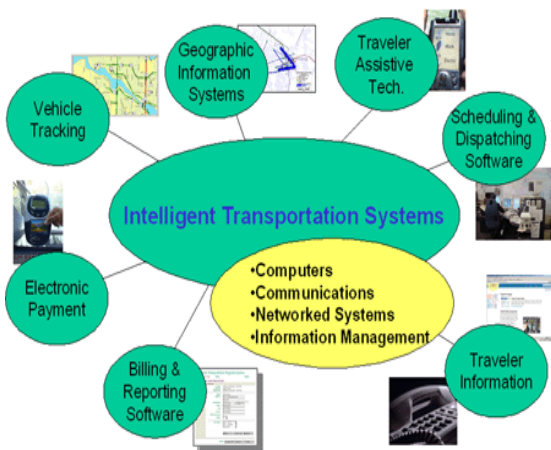 Geographic
Information
Systems
Traveler
Assistive
Tech.
Vehicle
Tracking
Scheduling &
Dispatching
Software
Intelligent Transportation Systems
•Computers
•Communications
•Networked Systems
•Information Management
Electronic
Payment
Billing &
Reporting
Software
Traveler
Information